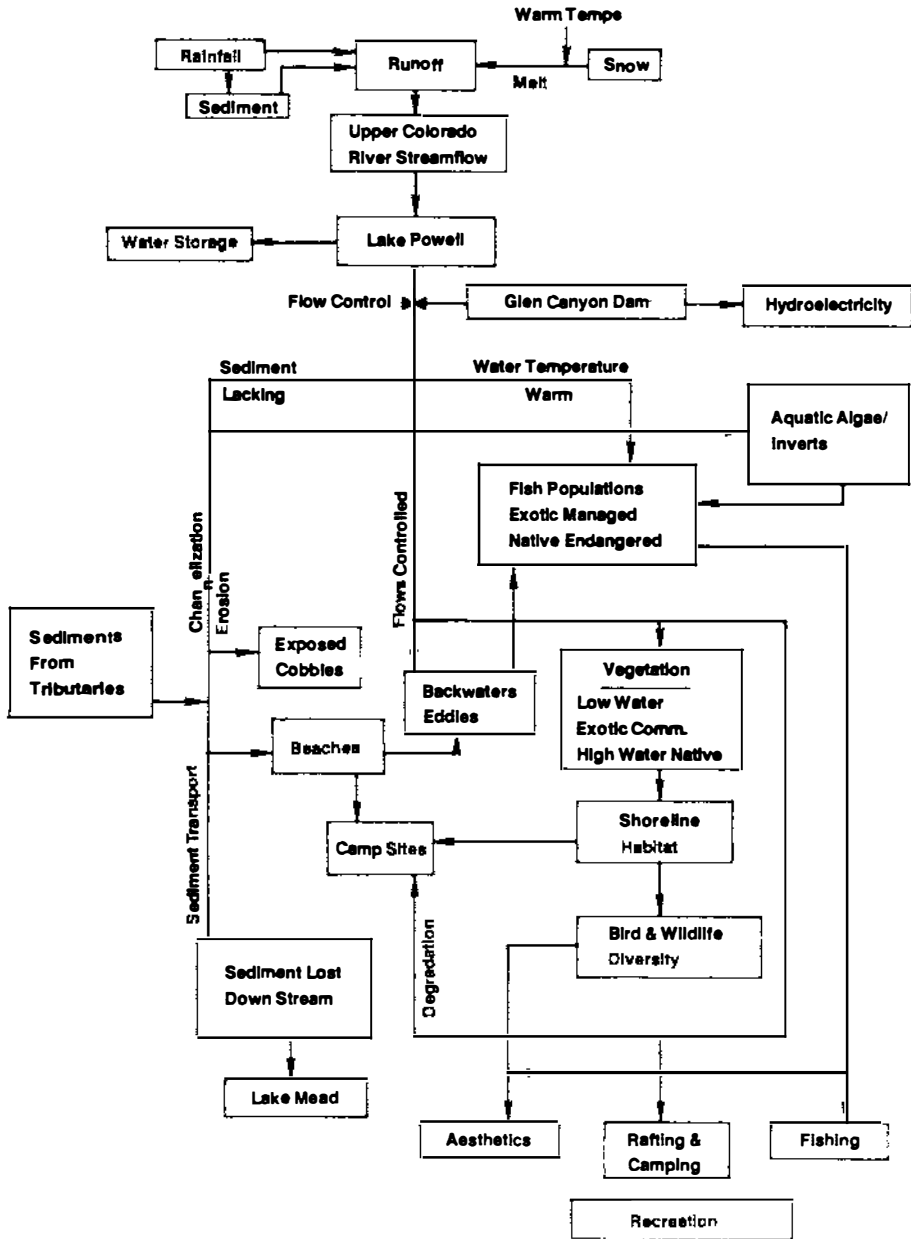 Warm Temps
Rainfall
Runoff
Snow
Melt
Sediment
Upper Colorado
River Streamflow
Water Storage
Lake Powell
Flow Control
Glen Canyon Dam
Hydroelectricity
Sediment
Water Temperature
Lacking
Warm
Aquatic Algae/
Inverts
Fish Populations
Exotic Managed
Native Endangered
Channelization
Erosion
Flows Controlled
Sediments
From
Tributaries
Exposed
Cobbles
Backwaters
Eddies
Vegetation
Low Water
Exotic Comm.
High Water Native
Beaches
Sediment Transport
Camp Sites
Shoreline
Habitat
Degradation
Bird & Wildlife
Diversity
Sediment Lost
Down Stream
Lake Mead
Aesthetics
Rafting &
Camping
Fishing
Recreation